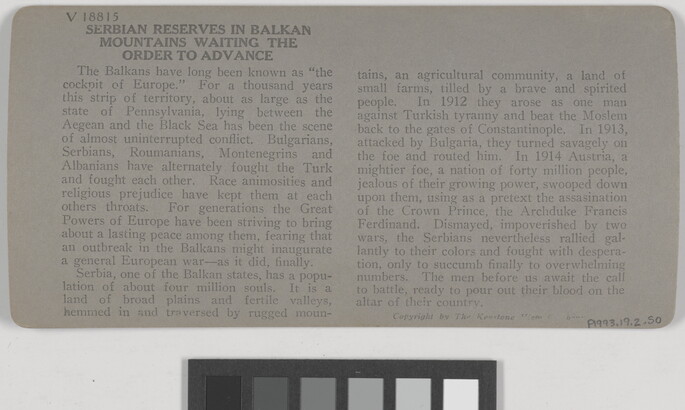 V 18815
SERBIAN RESERVES IN BALKAN
MOUNTAINS WAITING THE
ORDER TO ADVANCE
The Balkans have long been known as "the
cockpit of Europe." For a thousand years
this strip of territory, about as large as the
state of Pennsylvania, lying between the
Aegean and the Black Sea has been the scene
of almost uninterrupted conflict. Bulgarians,
Serbians, Roumanians, Montenegrins and
Albanians have alternately fought the Turk
and fought each other. Race animosities and
religious prejudice have kept them at each
others throats. For generations the Great
Powers of Europe have been striving to bring
about a lasting peace among them, fearing that
an outbreak in the Balkans might inaugurate
a general European war—as it did, finally.
Serbia, one of the Balkan states, has a popu-
lation of about four million souls. It is a
land of broad plains and fertile valleys,
hemmed in and traversed by rugged moun-
tains, an agricultural community, a land of
small farms, tilled by a brave and spirited
people. In 1912 they arose as one man
against Turkish tyranny and beat the Moslem
back to the gates of Constantinople. In 1913,
attacked by Bulgaria, they turned savagely on
the foe and routed him. In 1914 Austria, a
mightier foe, a nation of forty million people,
jealous of their growing power, swooped down
upon them, using as a pretext the assasination
of the Crown Prince, the Archduke Francis
Ferdinand. Dismayed, impoverished by two
wars, the Serbians nevertheless rallied gal-
lantly to their colors and fought with despera-
tion, only to succumb finally to overwhelming
numbers. The men before us await the call
to battle, ready to pour out their blood on the
altar of their country.
Copyright by The Keystone
P1973.17.2.50